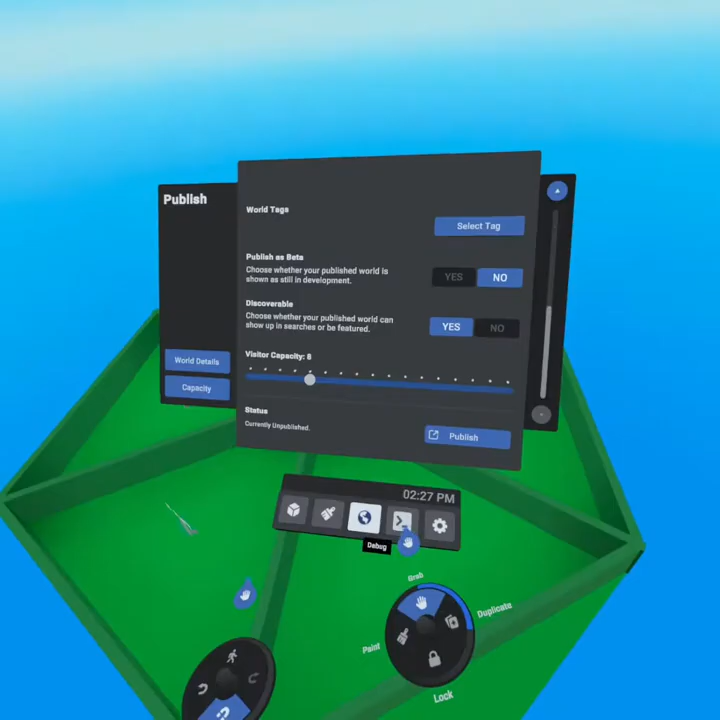 Publish
World Tags
Select Tag
Publish as Beta
Choose whether your published world is
shown as still in development.
YES
NO
Discoverable
Choose whether your published world can
show up in searches or be featured.
YES
NO
World Details
Visitor Capacity: 8
Capacity
Status
Currently Unpublished.
Publish
02:27 PM
Debug
Grab
Duplicate
Paint
Lock